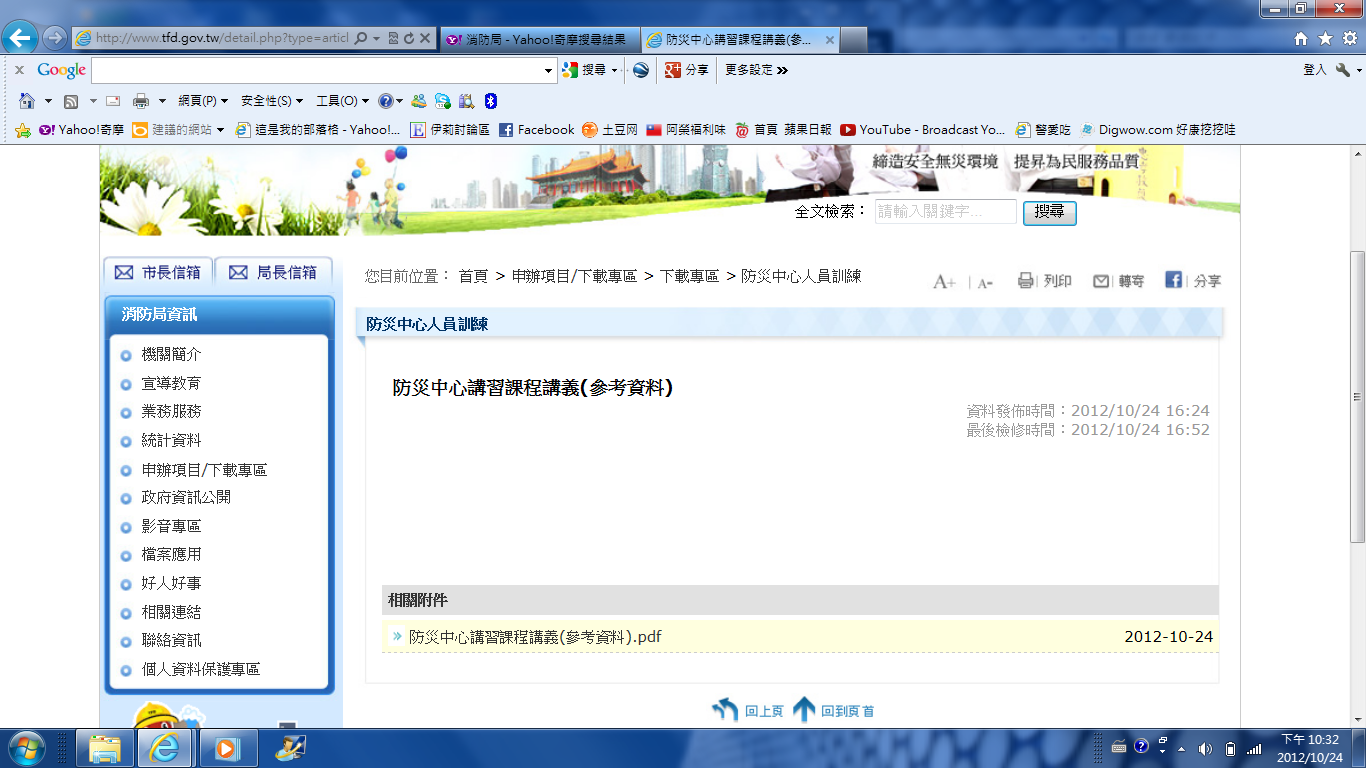 http://www.tfd.gov.tw/detail.php?type=articl
消防局 - Yahoo!奇摩搜尋結果
防災中心講習課程講義(參...
Google
搜尋
分享
更多設定
登入
網頁(P)
安全性(S)
工具(O)
Yahoo!奇摩
建議的網站
這是我的部落格 - Yahoo!...
伊莉討論區
Facebook
土豆网
阿榮福利味
首頁 蘋果日報
YouTube - Broadcast Yo...
醫愛吃
Digwow.com 好康挖挖哇
締造安全無災環境 提昇為民服務品質
全文檢索：
請輸入關鍵字...
搜尋
市長信箱
局長信箱
您目前位置： 首頁 > 申辦項目/下載專區 > 下載專區 > 防災中心人員訓練
A+ | A-
列印
轉寄
分享
消防局資訊
機關簡介
宣導教育
業務服務
統計資料
申辦項目/下載專區
政府資訊公開
影音專區
檔案應用
好人好事
相關連結
聯絡資訊
個人資料保護專區
防災中心人員訓練
防災中心講習課程講義(參考資料)
資料發佈時間：2012/10/24 16:24
最後檢修時間：2012/10/24 16:52
相關附件
防災中心講習課程講義(參考資料).pdf
2012-10-24
回上頁
回到頁首
下午 10:32
2012/10/24